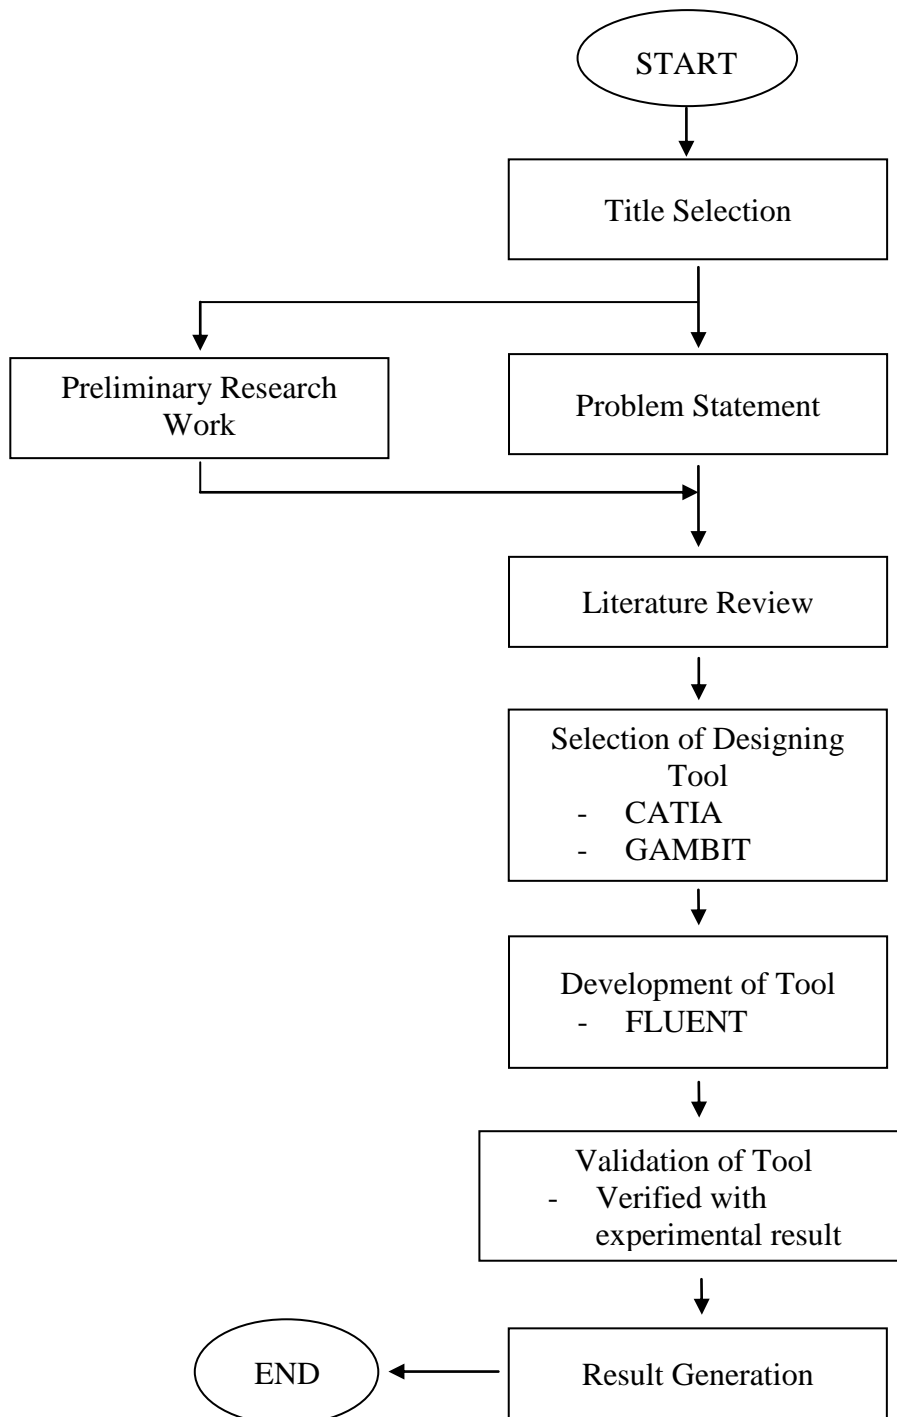 START
Title Selection
Preliminary Research
Work
Problem Statement
Literature Review
Selection of Designing
Tool
- CATIA
- GAMBIT
Development of Tool
- FLUENT
Validation of Tool
- Verified with
experimental result
END
Result Generation